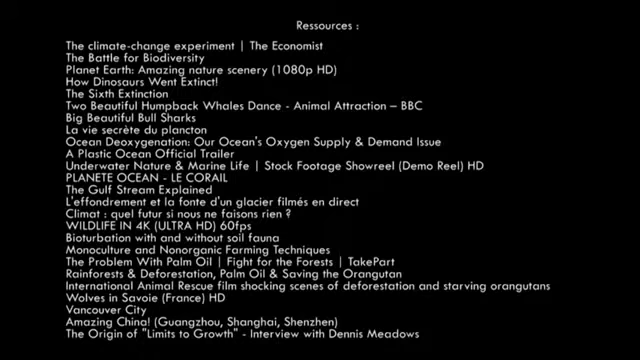 Ressources :
The climate-change experiment | The Economist
The Battle for Biodiversity
Planet Earth: Amazing nature scenery (1080p HD)
How Dinosaurs Went Extinct!
The Sixth Extinction
Two Beautiful Humpback Whales Dance - Animal Attraction – BBC
Big Beautiful Bull Sharks
La vie secrète du plancton
Ocean Deoxygenation: Our Ocean's Oxygen Supply & Demand Issue
A Plastic Ocean Official Trailer
Underwater Nature & Marine Life | Stock Footage Showreel (Demo Reel) HD
PLANETE OCEAN - LE CORAIL
The Gulf Stream Explained
L'effondrement et la fonte d'un glacier filmés en direct
Climat : quel futur si nous ne faisons rien ?
WILDLIFE IN 4K (ULTRA HD) 60fps
Bioturbation with and without soil fauna
Monoculture and Nonorganic Farming Techniques
The Problem With Palm Oil | Fight for the Forests | TakePart
Rainforests & Deforestation, Palm Oil & Saving the Orangutan
International Animal Rescue film shocking scenes of deforestation and starving orangutans
Wolves in Savoie (France) HD
Vancouver City
Amazing China! (Guangzhou, Shanghai, Shenzhen)
The Origin of "Limits to Growth" - Interview with Dennis Meadows